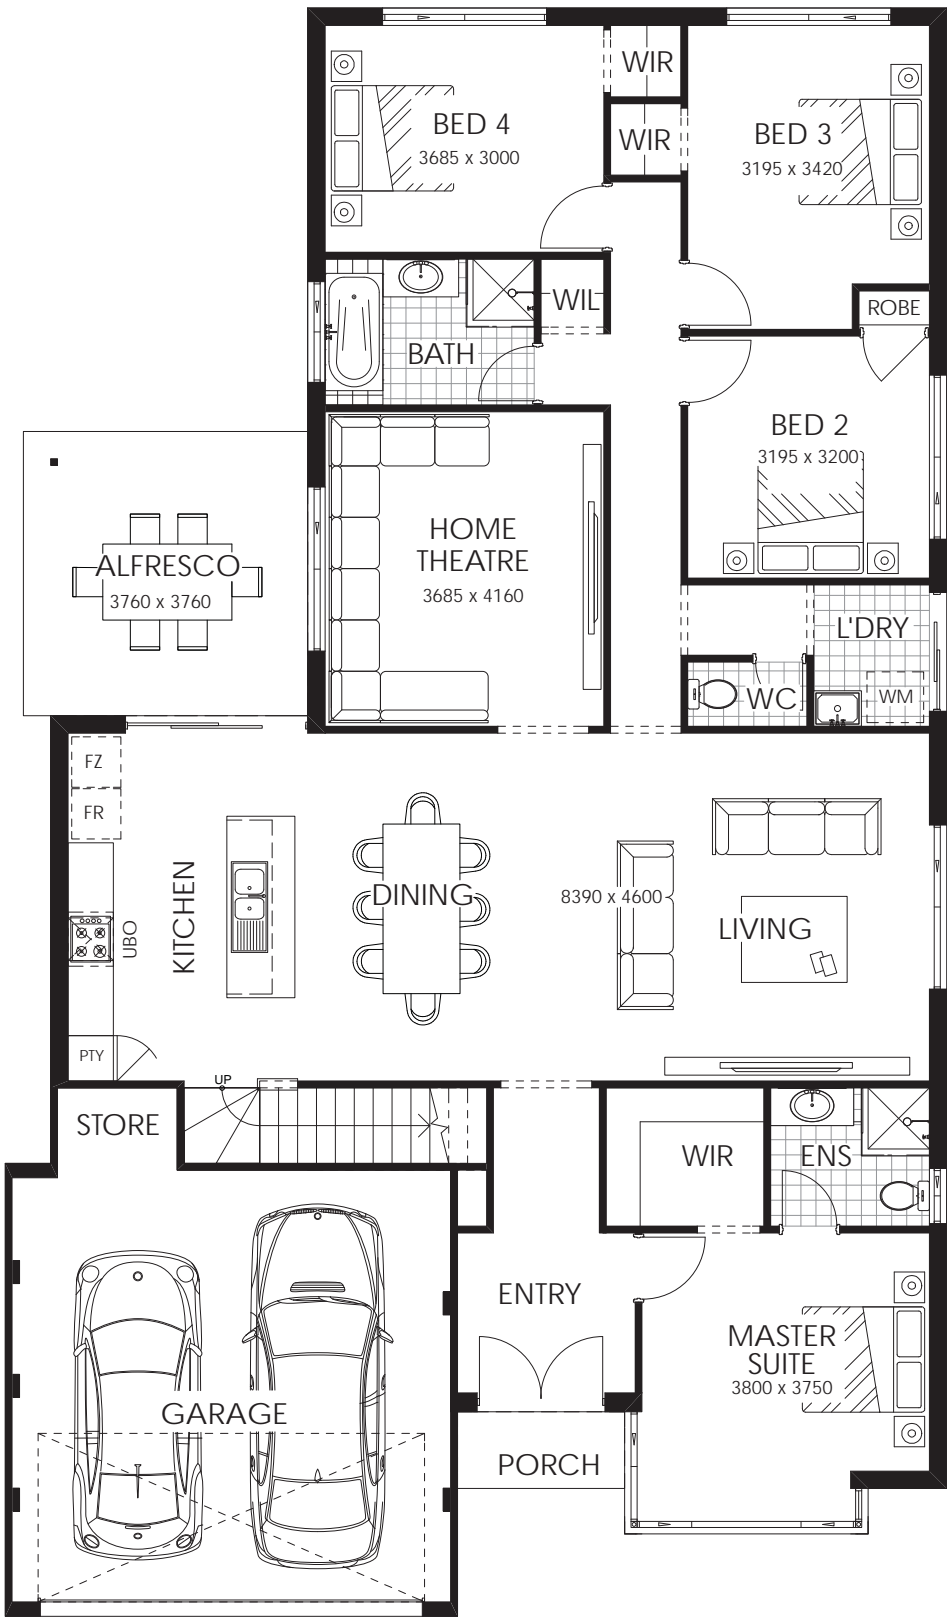 WIR
BED 4
3685 x 3000
WIR
BED 3
3195 x 3420
WIL
ROBE
BATH
BED 2
3195 x 3200
HOME
THEATRE
3685 x 4160
ALFRESCO
3760 x 3760
L'DRY
WC
WM
FZ
FR
KITCHEN
UBO
DINING
8390 x 4600
LIVING
PTY
UP
STORE
WIR
ENS
ENTRY
MASTER
SUITE
3800 x 3750
GARAGE
PORCH